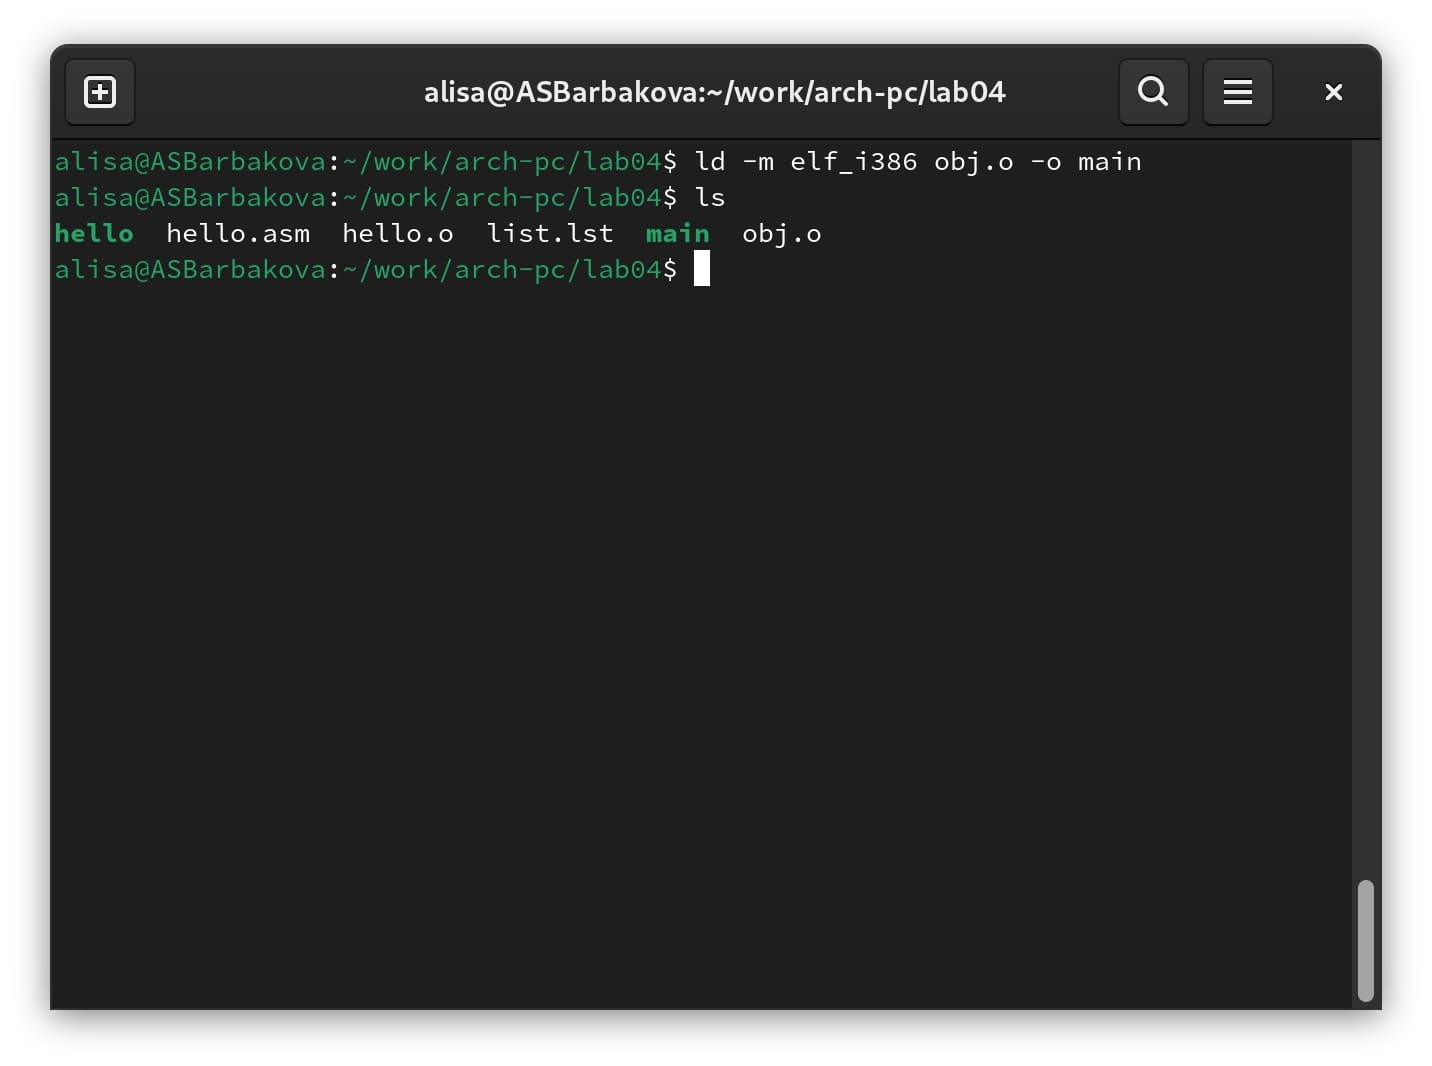 alisa@ASBarbakova:~/work/arch-pc/lab04
alisa@ASBarbakova:~/work/arch-pc/lab04$ ld -m elf_i386 obj.o -o main
alisa@ASBarbakova:~/work/arch-pc/lab04$ ls
hello  hello.asm  hello.o  list.lst  main  obj.o
alisa@ASBarbakova:~/work/arch-pc/lab04$